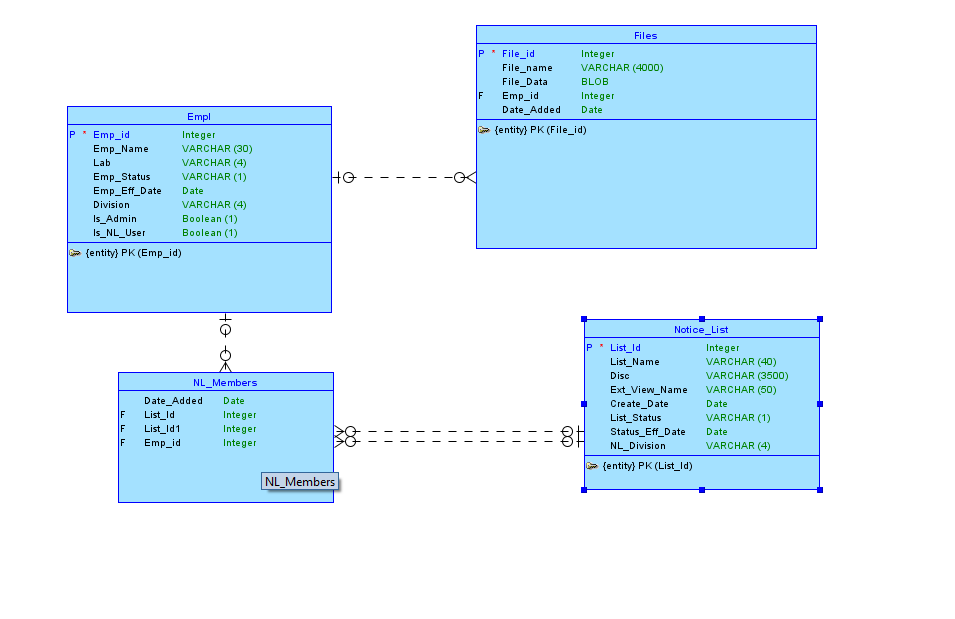 Files
P * File_id Integer
File_name VARCHAR (4000)
File_Data BLOB
F Emp_id Integer
Date_Added Date
{entity} PK (File_id)
Empl
P * Emp_id Integer
Emp_Name VARCHAR (30)
Lab VARCHAR (4)
Emp_Status VARCHAR (1)
Emp_Eff_Date Date
Division VARCHAR (4)
Is_Admin Boolean (1)
Is_NL_User Boolean (1)
{entity} PK (Emp_id)
Notice_List
P * List_Id Integer
List_Name VARCHAR (40)
Disc VARCHAR (3500)
Ext_View_Name VARCHAR (50)
Create_Date Date
List_Status VARCHAR (1)
Status_Eff_Date Date
NL_Division VARCHAR (4)
{entity} PK (List_Id)
NL_Members
Date_Added Date
F List_Id Integer
F List_Id1 Integer
F Emp_id Integer
NL_Members